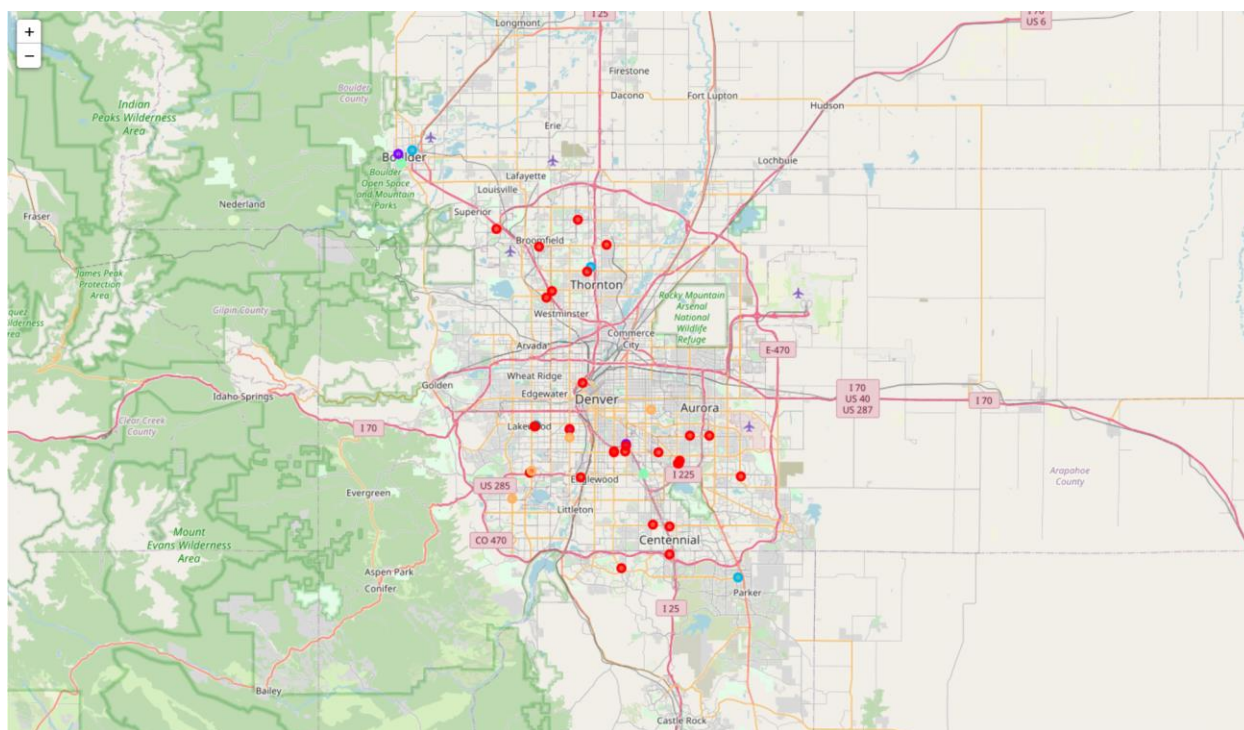 +
−
I 25
Longmont
I 70
US 6
Firestone
Dacono
Fort Lupton
Hudson
Boulder
County
Indian
Peaks Wilderness
Area
Erie
Boulder
Lochbuie
Boulder
Open Space
and Mountain
Parks
Lafayette
Louisville
Nederland
Superior
Fraser
Broomfield
James Peak
Protection
Area
Thornton
Rocky Mountain
Arsenal
National
Wildlife
Refuge
Gilpin County
Westminster
Commerce
City
Arvada
E-470
Wheat Ridge
Golden
Edgewater
Denver
Aurora
Idaho Springs
I 70
US 40
US 287
I 70
Clear Creek
County
I 70
Lakewood
Arapahoe
County
I 225
US 285
Englewood
Evergreen
Littleton
Mount
Evans Wilderness
Area
CO 470
Centennial
Aspen Park
Conifer
Parker
I 25
Bailey
Castle Rock